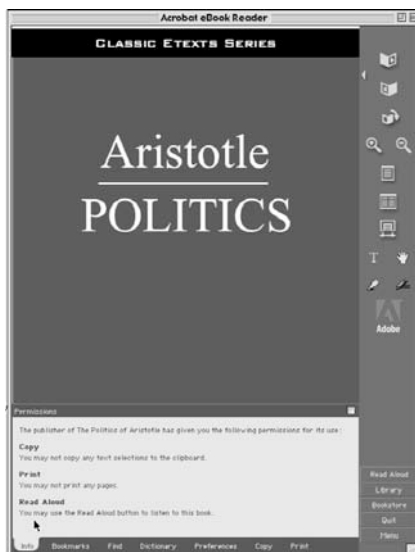 Acrobat eBook Reader
CLASSIC ETEXTS SERIES
Aristotle
POLITICS
T
Adobe
Permissions
The publisher of The Politics of Aristotle has given you the following permissions for its use:
Copy
You may not copy any text selections to the clipboard.
Print
You may not print any pages.
Read Aloud
You may use the Read Aloud button to listen to this book.
Read Aloud
Library
Bookstore
Quit
Menu
Info Bookmarks Find Dictionary Preferences Copy Print